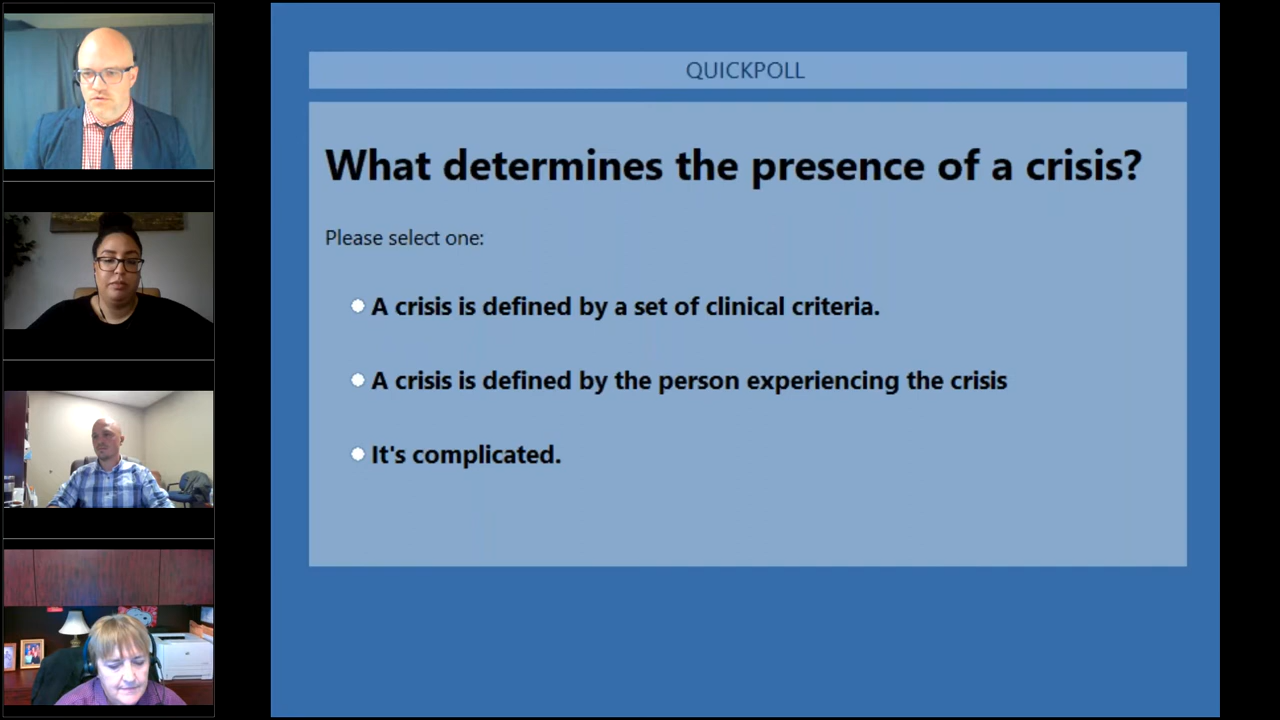 QUICKPOLL
What determines the presence of a crisis?
Please select one:
A crisis is defined by a set of clinical criteria.
A crisis is defined by the person experiencing the crisis
It's complicated.